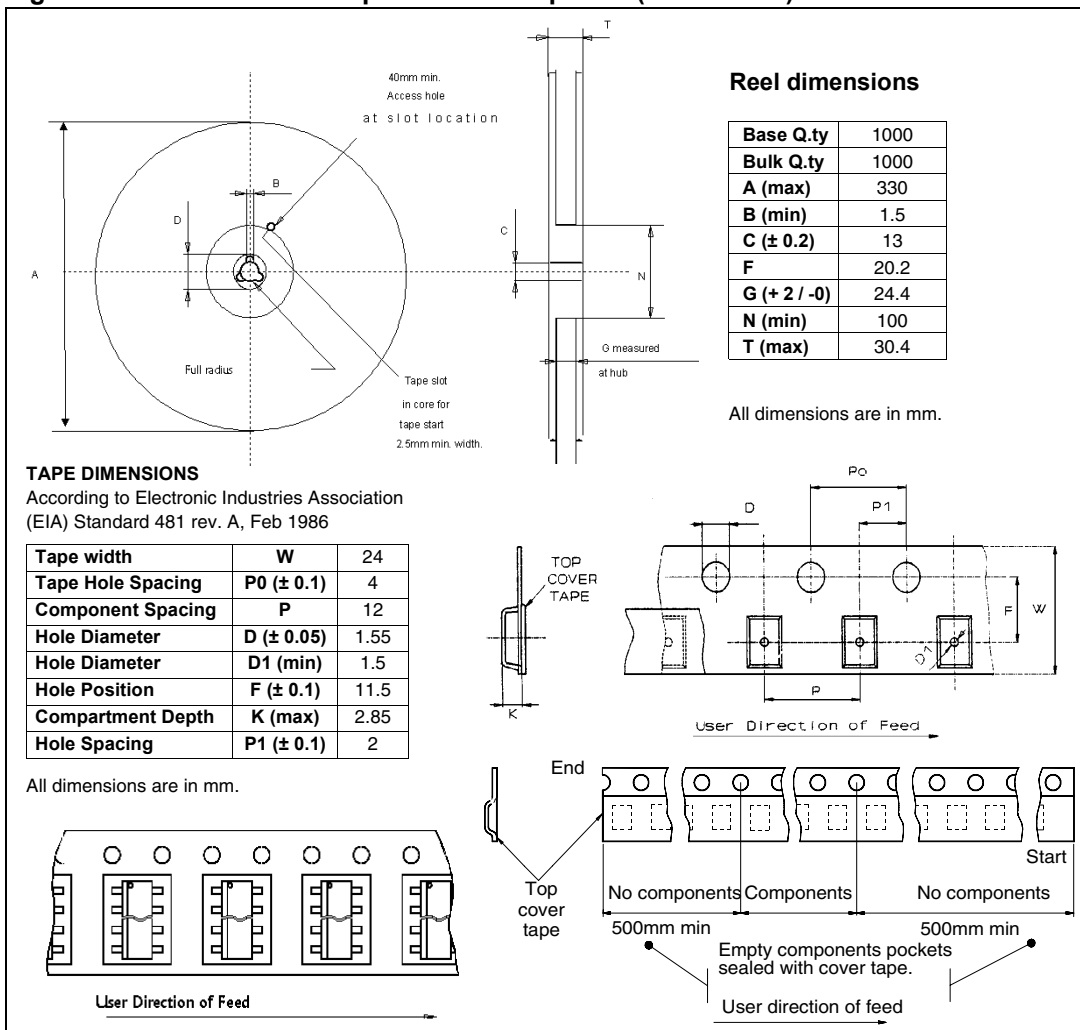 T
40mm min.
Access hole
at slot location
B
D
C
A
N
Full radius
Tape slot
in core for
tape start
2.5mm min. width.
G measured
at hub
Reel dimensions
Base Q.ty 1000
Bulk Q.ty 1000
A (max) 330
B (min) 1.5
C (± 0.2) 13
F 20.2
G (+ 2 / -0) 24.4
N (min) 100
T (max) 30.4
All dimensions are in mm.
TAPE DIMENSIONS
According to Electronic Industries Association
(EIA) Standard 481 rev. A, Feb 1986
Tape width W 24
Tape Hole Spacing P0 (± 0.1) 4
Component Spacing P 12
Hole Diameter D (± 0.05) 1.55
Hole Diameter D1 (min) 1.5
Hole Position F (± 0.1) 11.5
Compartment Depth K (max) 2.85
Hole Spacing P1 (± 0.1) 2
All dimensions are in mm.
Po
D
P1
TOP
COVER
TAPE
F
W
D1
K
P
User Direction of Feed
End
Start
Top
cover
tape
No components
Components
No components
500mm min
500mm min
Empty components pockets
sealed with cover tape.
User direction of feed
User Direction of Feed